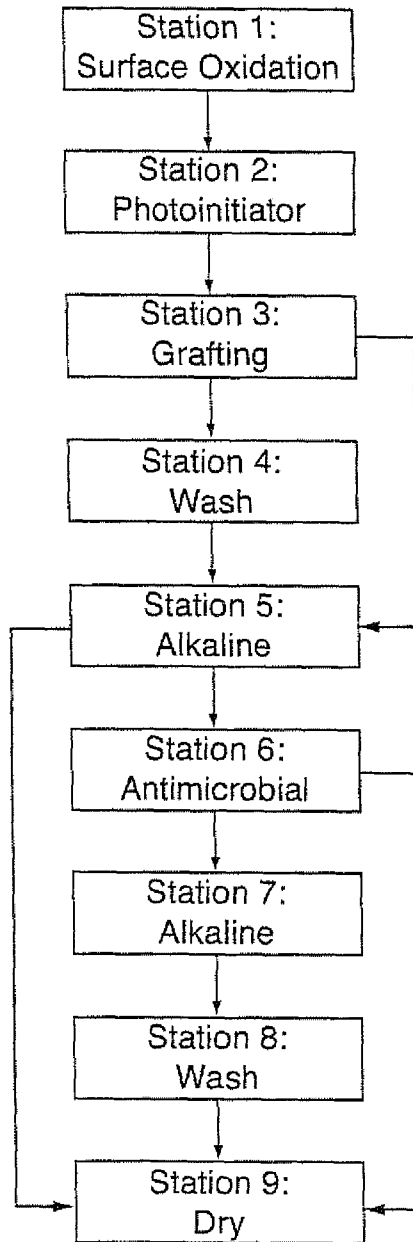 Station 1:
Surface Oxidation
Station 2:
Photoinitiator
Station 3:
Grafting
Station 4:
Wash
Station 5:
Alkaline
Station 6:
Antimicrobial
Station 7:
Alkaline
Station 8:
Wash
Station 9:
Dry